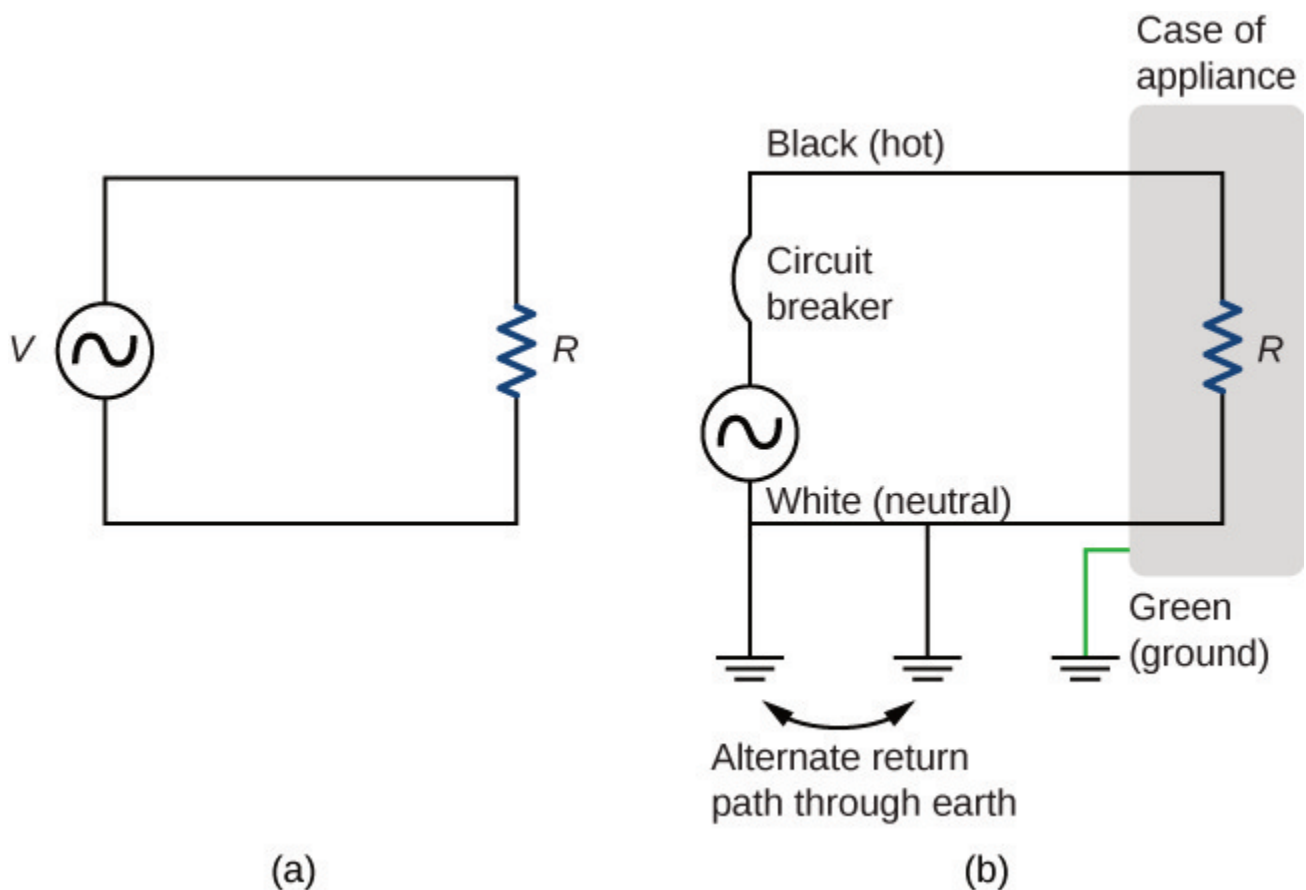 V
R
(a)
Case of
appliance
Black (hot)
Circuit
breaker
R
White (neutral)
Green
(ground)
Alternate return
path through earth
(b)